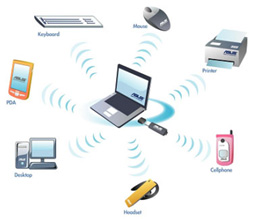 Keyboard
Mouse
Printer
PDA
Desktop
Cellphone
Headset